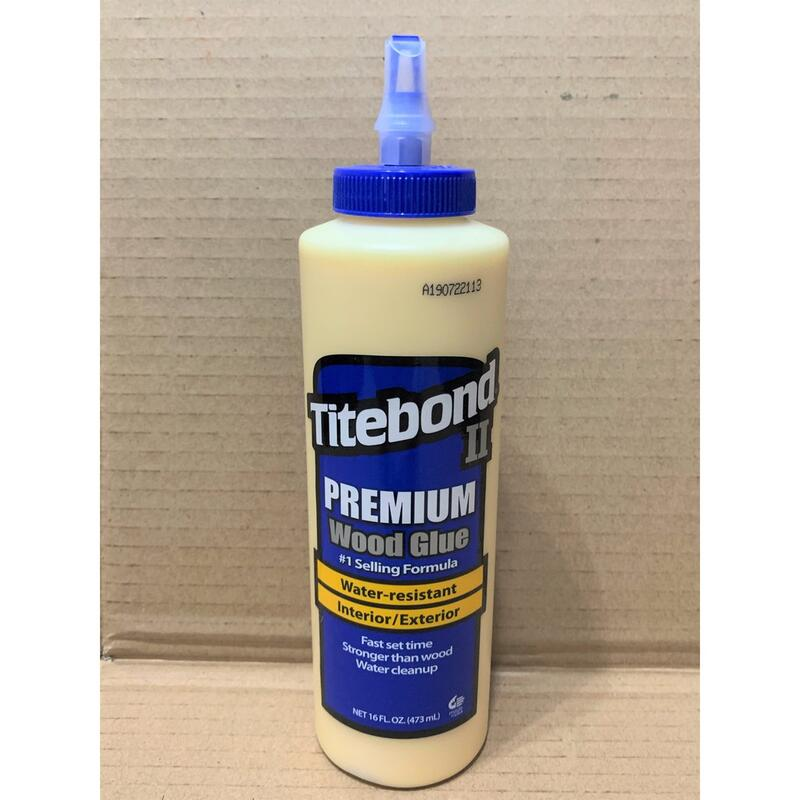 A190722113
Titebond
II
PREMIUM
Wood Glue
#1 Selling Formula
Water-resistant
Interior/Exterior
Fast set time
Stronger than wood
Water cleanup
NET 16 FL. OZ. (473 mL)